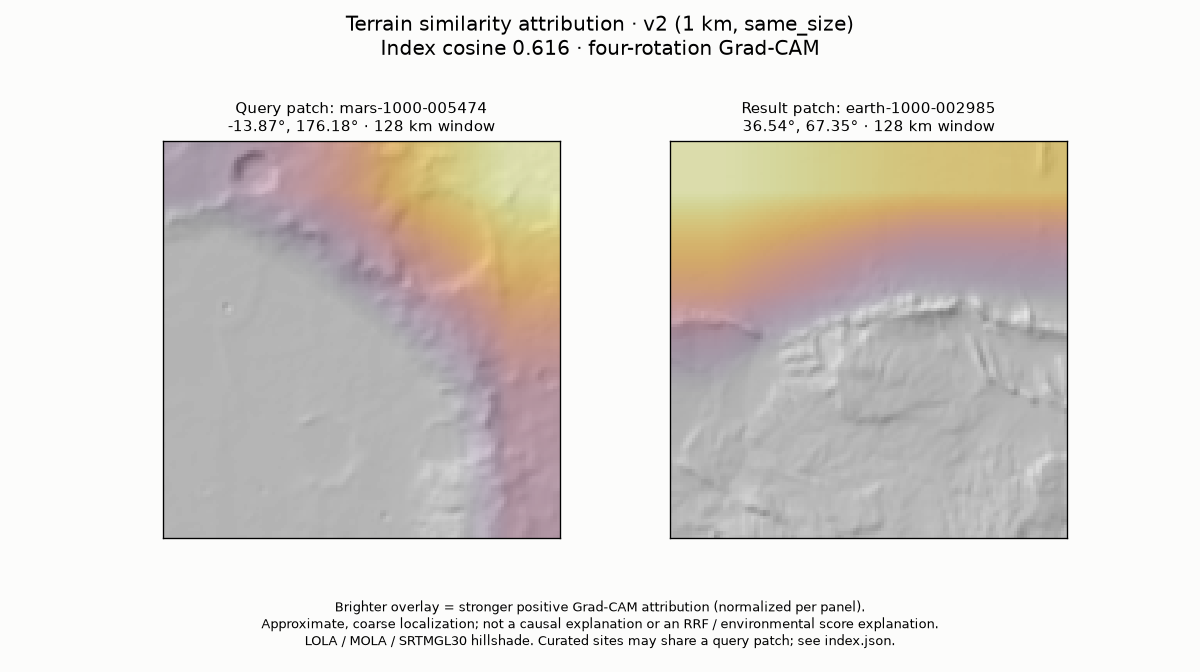 Terrain similarity attribution · v2 (1 km, same_size)
Index cosine 0.616 · four-rotation Grad-CAM
Query patch: mars-1000-005474
-13.87°, 176.18° · 128 km window
Result patch: earth-1000-002985
36.54°, 67.35° · 128 km window
Brighter overlay = stronger positive Grad-CAM attribution (normalized per panel).
Approximate, coarse localization; not a causal explanation or an RRF / environmental score explanation.
LOLA / MOLA / SRTMGL30 hillshade. Curated sites may share a query patch; see index.json.